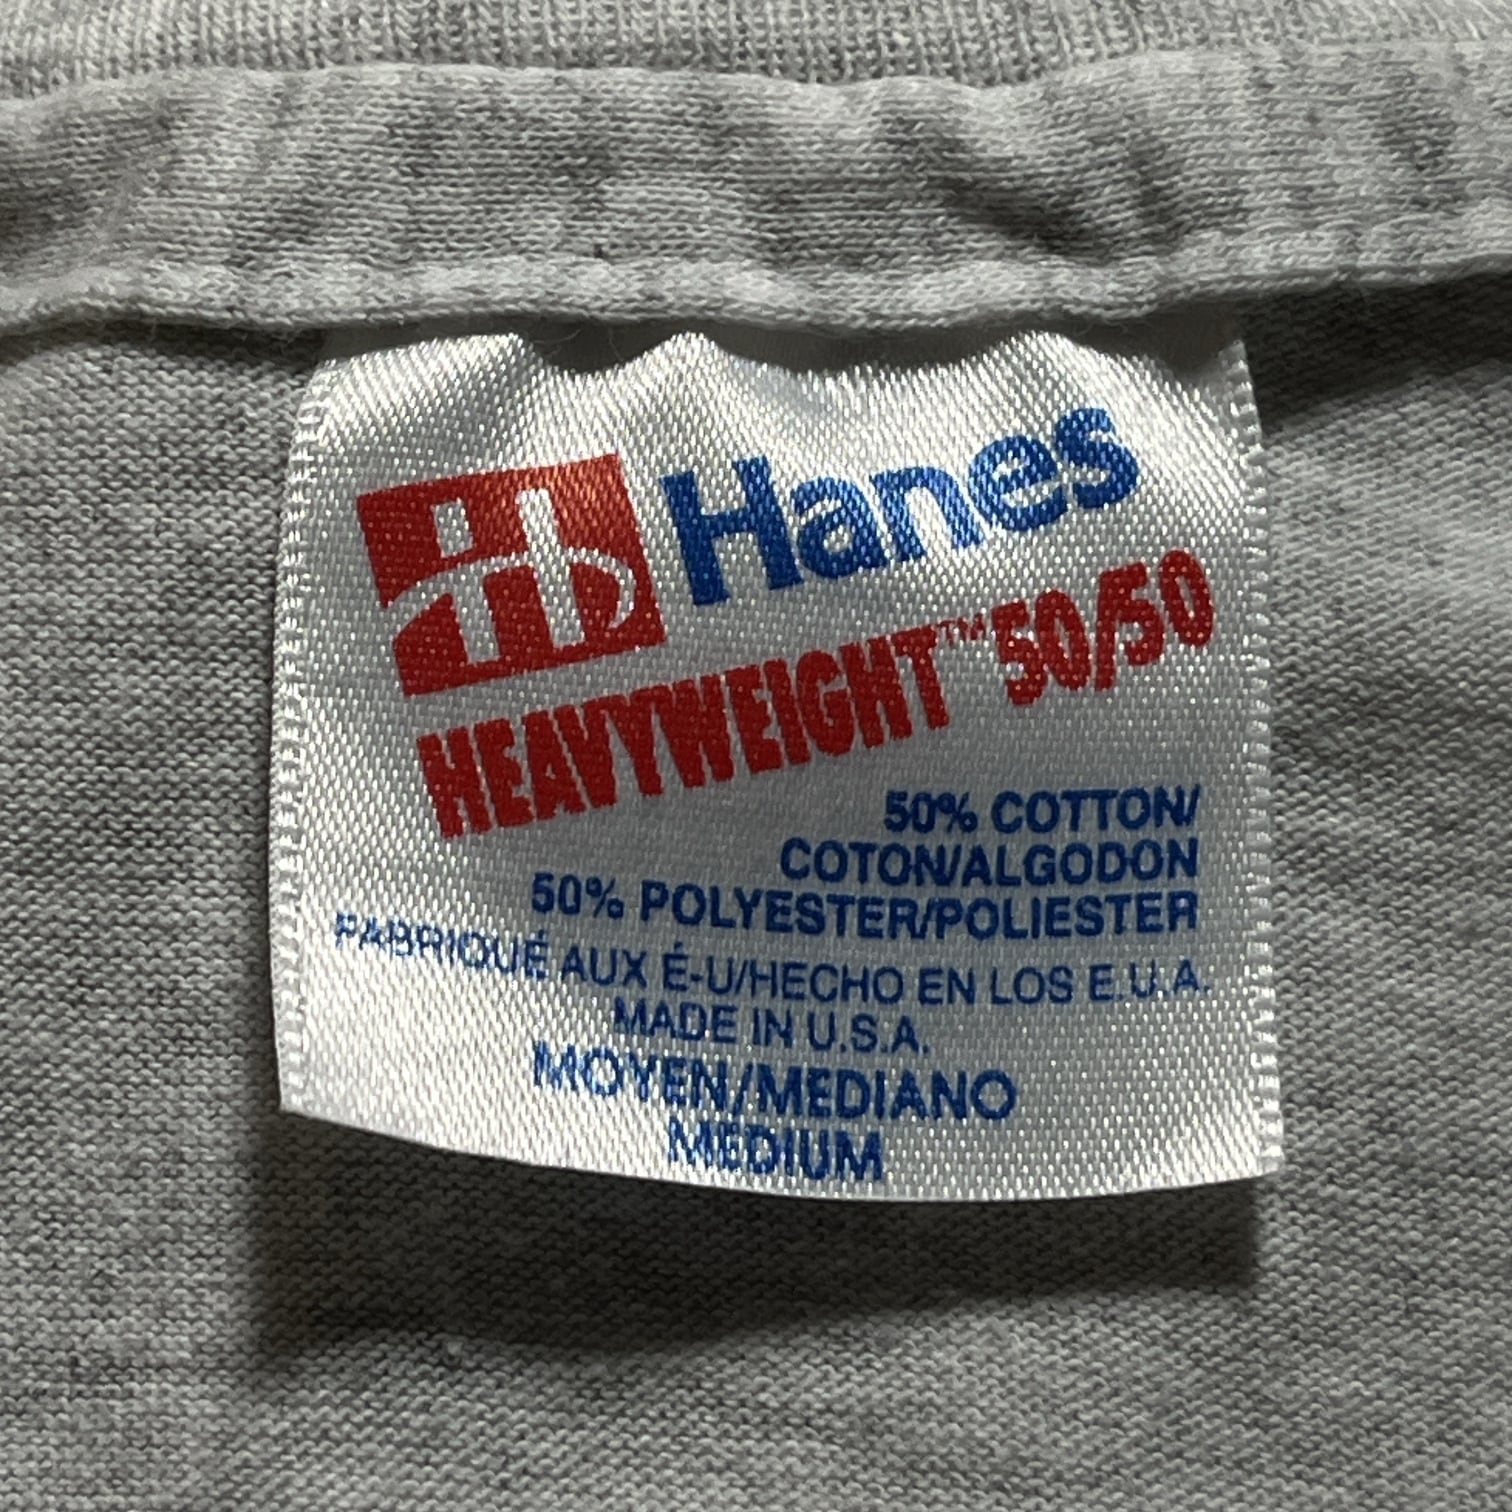 Hanes
HEAVYWEIGHT™ 50/50
50% COTTON/
COTON/ALGODON
50% POLYESTER/POLIESTER
FABRIQUÉ AUX É-U/HECHO EN LOS E.U.A.
MADE IN U.S.A.
MOYEN/MEDIANO
MEDIUM